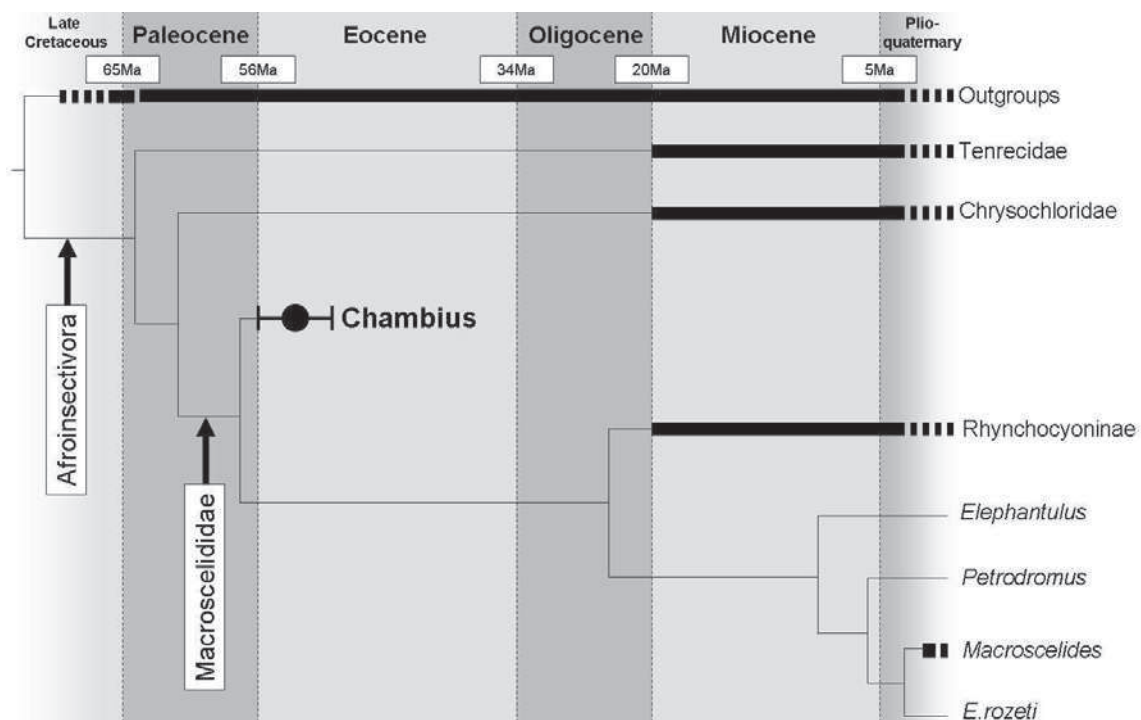 Late
Cretaceous
Paleocene
Eocene
Oligocene
Miocene
Plio-
quaternary
65Ma
56Ma
34Ma
20Ma
5Ma
Outgroups
Tenrecidae
Chrysochloridae
Chambius
Afroinsectivora
Macroscelididae
Rhynchocyoninae
Elephantulus
Petrodromus
Macroscelides
E.rozeti